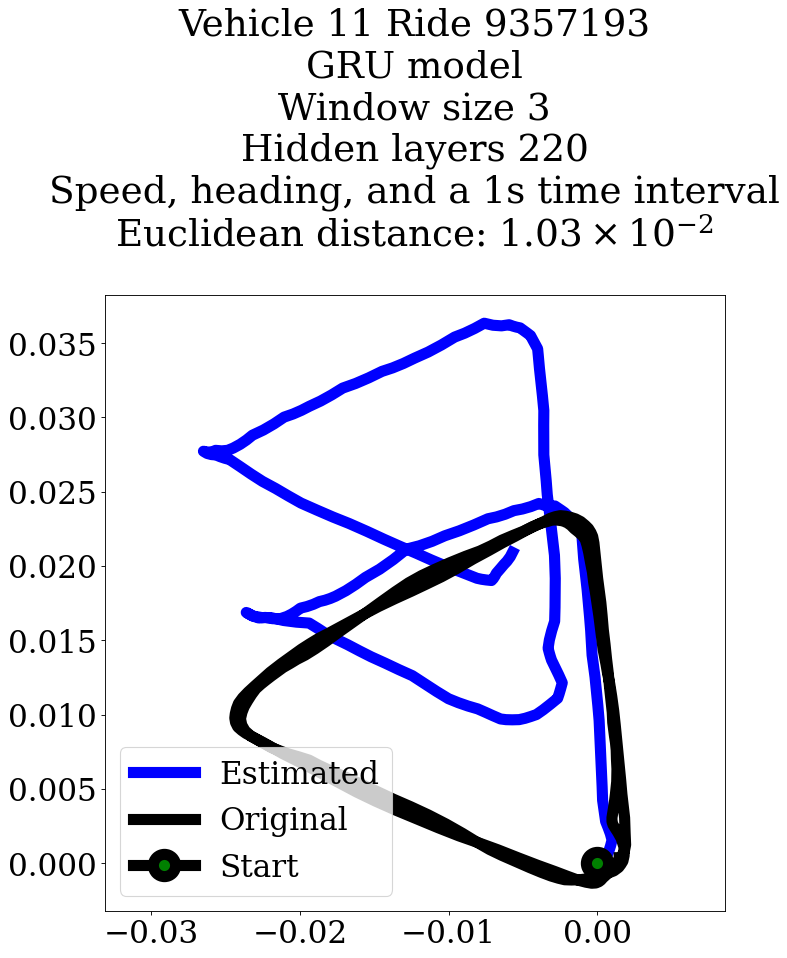 Vehicle 11 Ride 9357193
GRU model
Window size 3
Hidden layers 220
Speed, heading, and a 1s time interval
Euclidean distance: 1.03 × 10⁻²
0.035
0.030
0.025
0.020
0.015
0.010
0.005
0.000
Estimated
Original
Start
−0.03 −0.02 −0.01 0.00